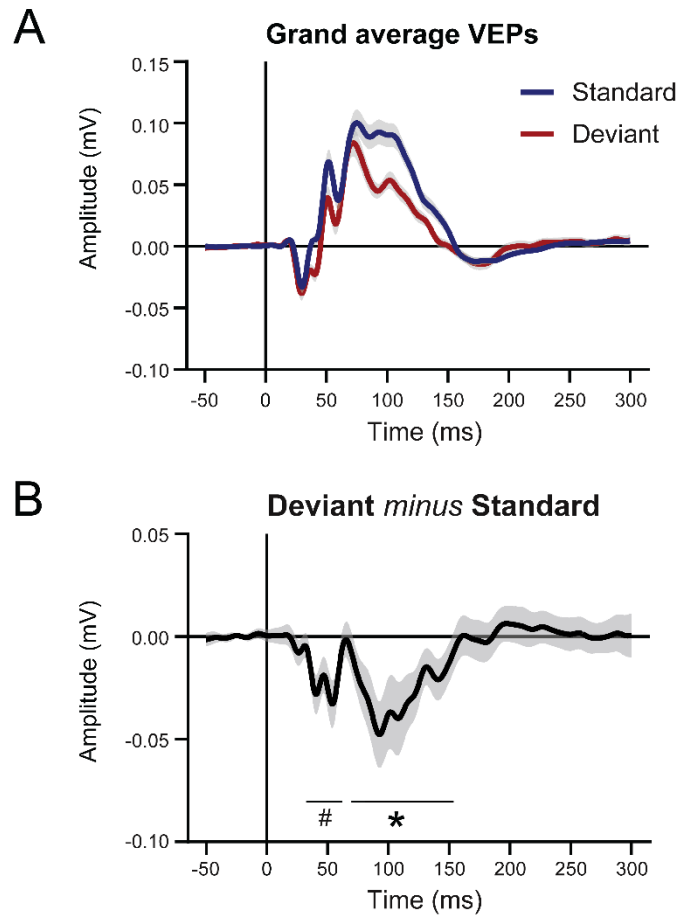 A
Grand average VEPs
Standard
Deviant
Amplitude (mV)
0.15
0.10
0.05
0.00
-0.05
-0.10
-50 0 50 100 150 200 250 300
Time (ms)
B
Deviant minus Standard
Amplitude (mV)
0.05
0.00
-0.05
-0.10
# *
-50 0 50 100 150 200 250 300
Time (ms)